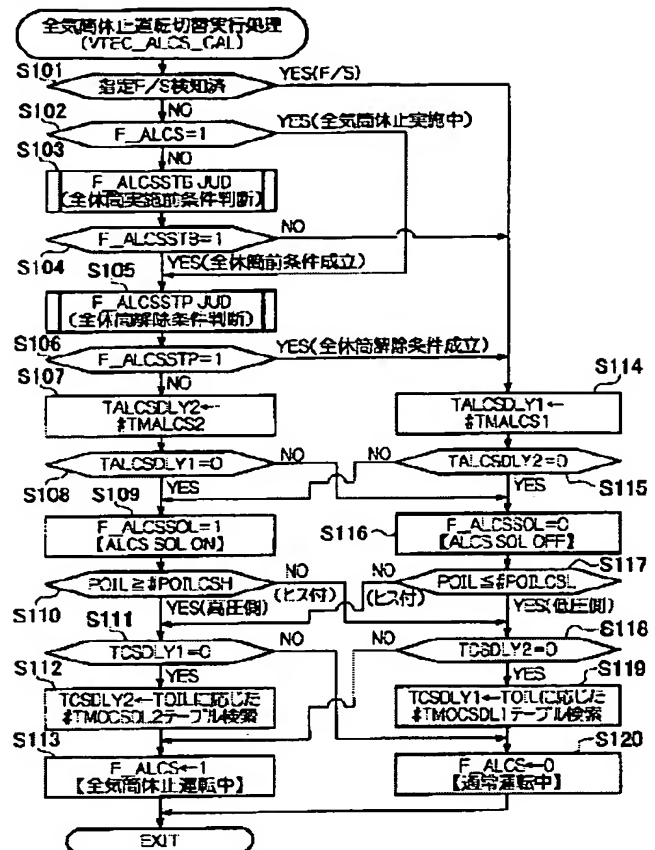 全気筒休止運転切替実行処理
(VTEC_ALCS_CAL)
S101
指定F/S検知済
YES(F/S)
NO
S102
F_ALCS=1
YES(全気筒休止実施中)
NO
S103
F_ALCSSTB JUD
(全休筒実施前条件判断)
F_ALCSSTB=1
NO
S104
YES(全休筒前条件成立)
S105
F_ALCSSTP JUD
(全休筒解除条件判断)
S106
F_ALCSSTP=1
YES(全休筒解除条件成立)
S107
NO
TALCSDLY2←
#TMALCS2
S114
TALCSDLY1←
#TMALCS1
TALCSDLY1=0
NO
NO
TALCSDLY2=0
S108
YES
YES
S115
S109
F_ALCSSOL=1
【ALCS SOL ON】
S116
F_ALCSSOL=0
【ALCS SOL OFF】
S117
POIL≧#POILCSH
NO
(ヒス付)
NO
(ヒス付)
POIL≦#POILCSL
S110
YES(高圧側)
YES(低圧側)
S111
TCSDLY1=0
NO
NO
TCSDLY2=0
S118
S112
YES
YES
S119
TCSDLY2←TOILに応じた
#TMOCSDL2テーブル検索
TCSDLY1←TOILに応じた
#TMOCSDL1テーブル検索
S113
F_ALCS←1
【全気筒休止運転中】
S120
F_ALCS←0
【通常運転中】
EXIT